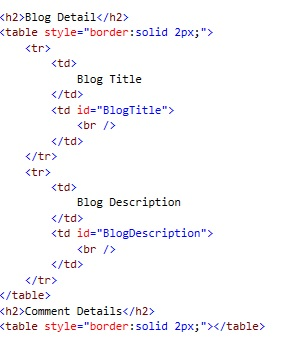 <h2>Blog Detail</h2>
<table style="border:solid 2px;">
    <tr>
        <td>
            Blog Title
        </td>
        <td id="BlogTitle">
            <br />
        </td>
    </tr>
    <tr>
        <td>
            Blog Description
        </td>
        <td id="BlogDescription">
            <br />
        </td>
    </tr>
</table>
<h2>Comment Details</h2>
<table style="border:solid 2px;"></table>